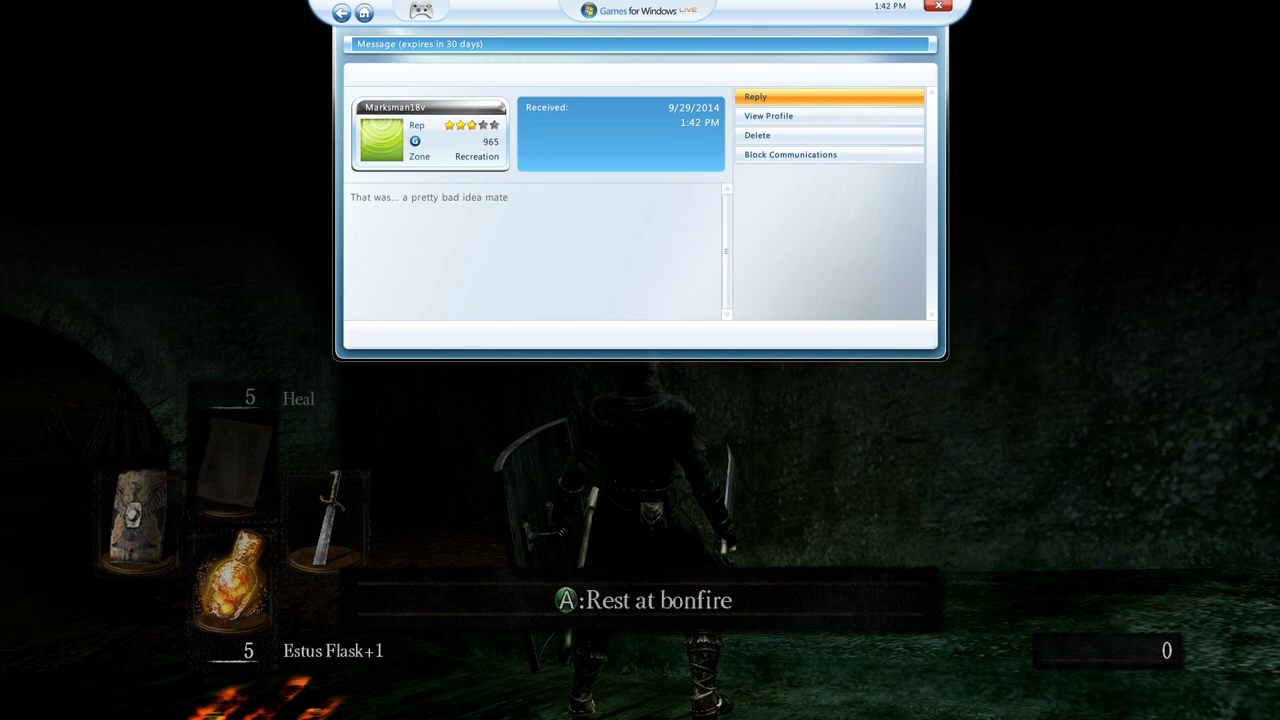 Games for Windows LIVE
1:42 PM
x
Message (expires in 30 days)
Marksman18v
Rep
G 965
Zone Recreation
Received: 9/29/2014
1:42 PM
Reply
View Profile
Delete
Block Communications
That was... a pretty bad idea mate
5 Heal
A:Rest at bonfire
5 Estus Flask+1
0